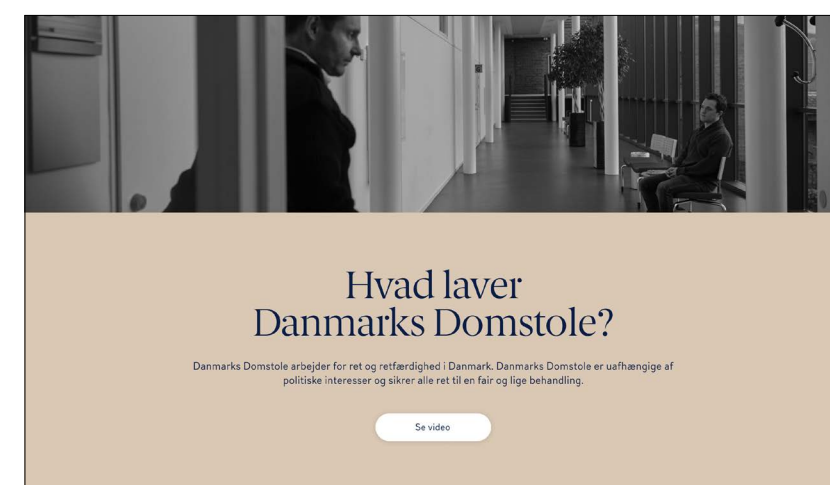 Hvad laver
Danmarks Domstole?
Danmarks Domstole arbejder for ret og retfærdighed i Danmark. Danmarks Domstole er uafhængige af
politiske interesser og sikrer alle ret til en fair og lige behandling.
Se video